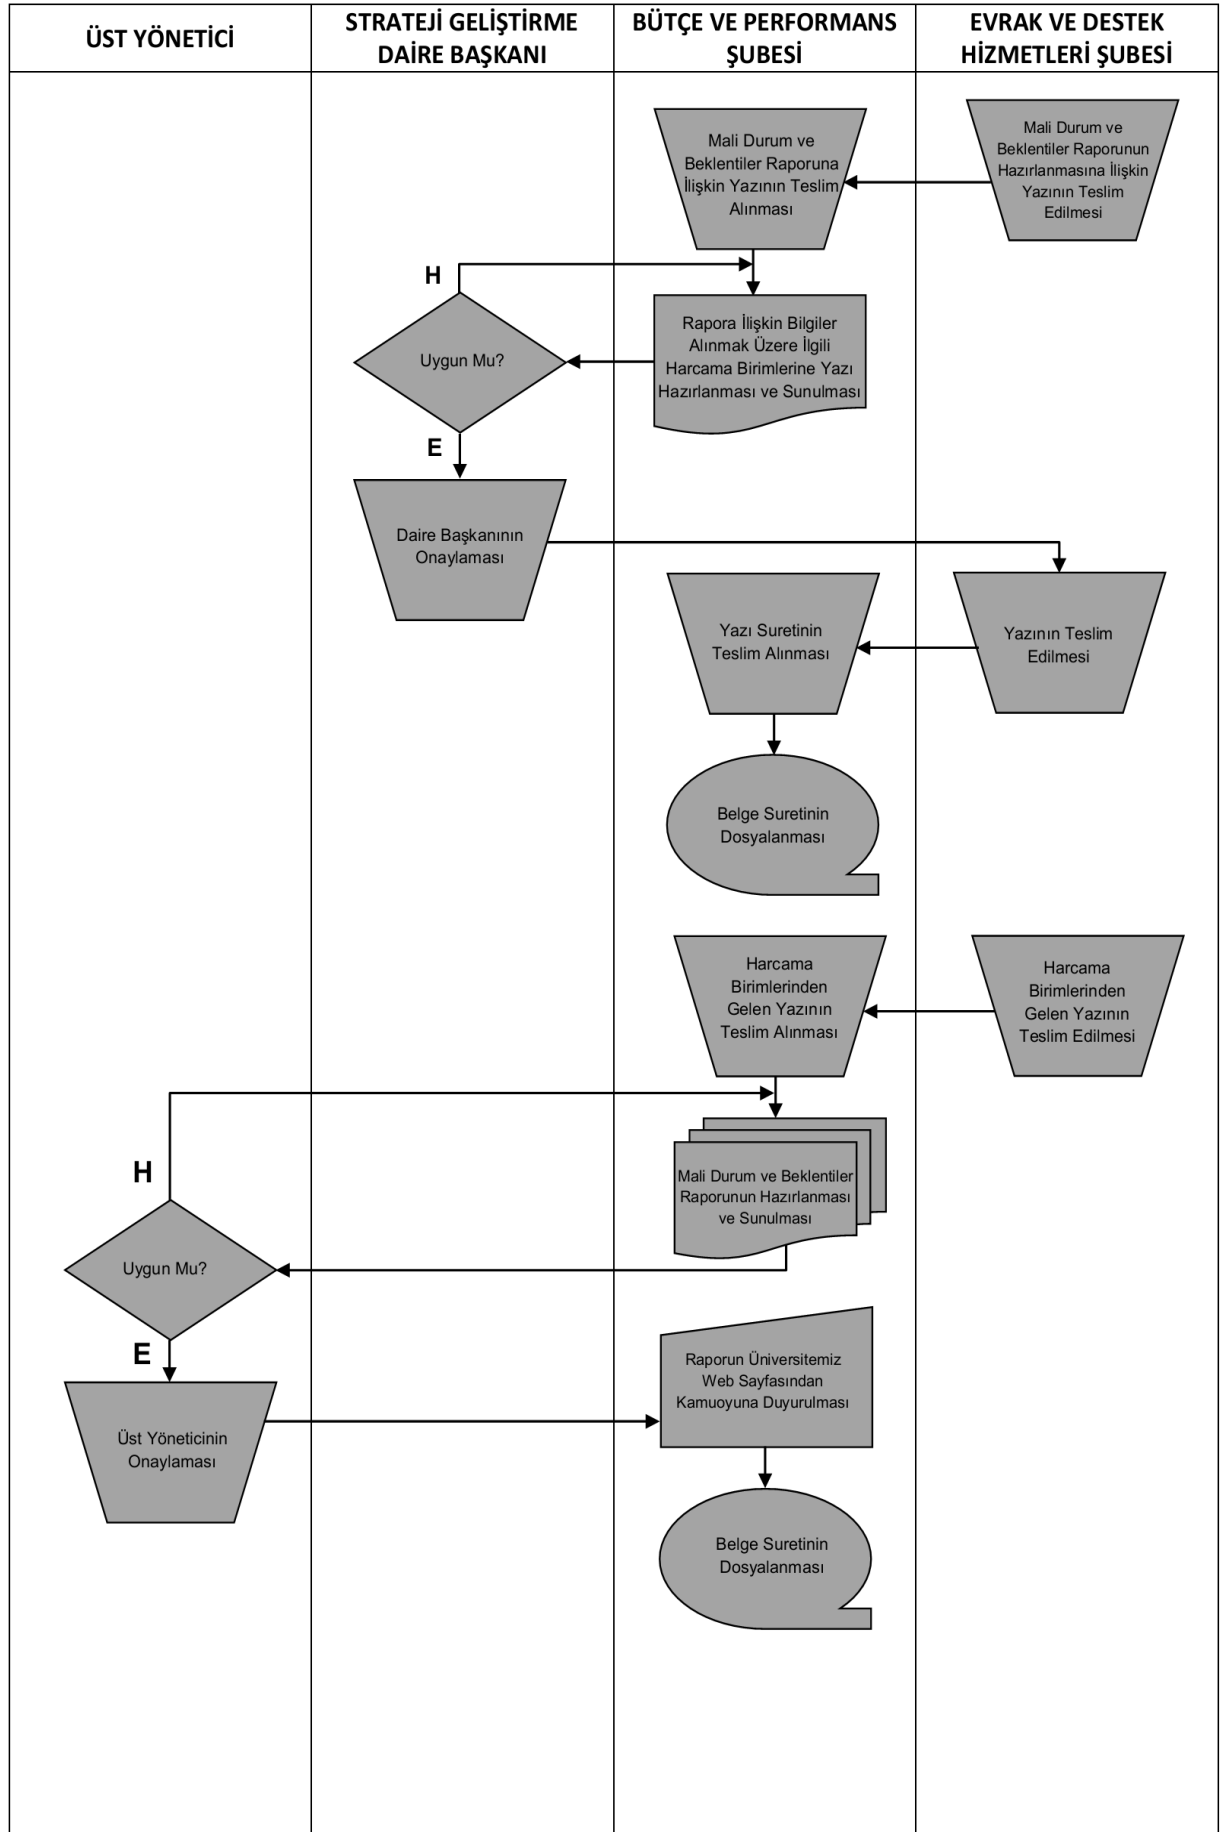 ÜST YÖNETİCİ
STRATEJİ GELİŞTİRME
DAİRE BAŞKANI
BÜTÇE VE PERFORMANS
ŞUBESİ
EVRAK VE DESTEK
HİZMETLERİ ŞUBESİ
Mali Durum ve
Beklentiler Raporunun
Hazırlanmasına İlişkin
Yazının Teslim
Edilmesi
Mali Durum ve
Beklentiler Raporuna
İlişkin Yazının Teslim
Alınması
H
Rapora İlişkin Bilgiler
Alınmak Üzere İlgili
Harcama Birimlerine Yazı
Hazırlanması ve Sunulması
Uygun Mu?
E
Daire Başkanının
Onaylaması
Yazının Teslim
Edilmesi
Yazı Suretinin
Teslim Alınması
Belge Suretinin
Dosyalanması
Harcama
Birimlerinden
Gelen Yazının
Teslim Edilmesi
Harcama
Birimlerinden
Gelen Yazının
Teslim Alınması
H
Mali Durum ve Beklentiler
Raporunun Hazırlanması
ve Sunulması
Uygun Mu?
E
Üst Yöneticinin
Onaylaması
Raporun Üniversitemiz
Web Sayfasından
Kamuoyuna Duyurulması
Belge Suretinin
Dosyalanması